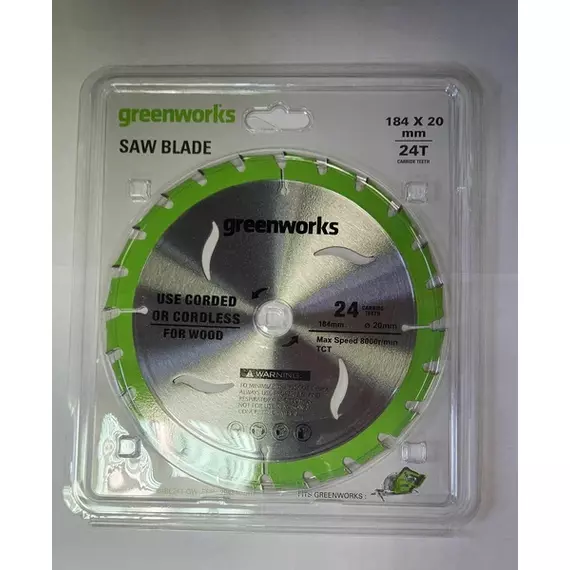 greenworks
SAW BLADE
184 X 20
mm
24T
CARBIDE TEETH
greenworks
USE CORDED
OR CORDLESS
FOR WOOD
24 CARBIDE
TEETH
184mm ø 20mm
Max Speed 8000r/min
TCT
WARNING
FITS GREENWORKS :